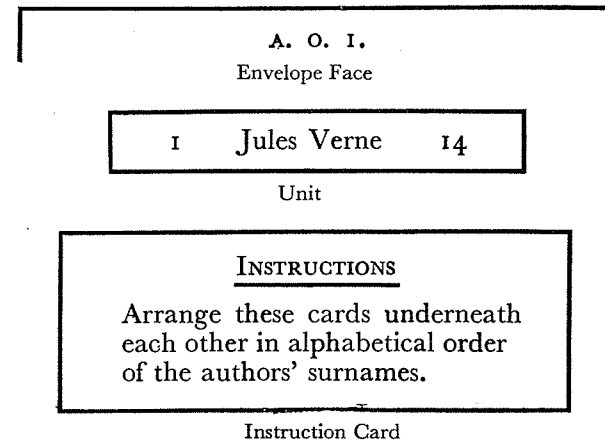 A. O. I.
Envelope Face
1 Jules Verne 14
Unit
INSTRUCTIONS
Arrange these cards underneath
each other in alphabetical order
of the authors' surnames.
Instruction Card